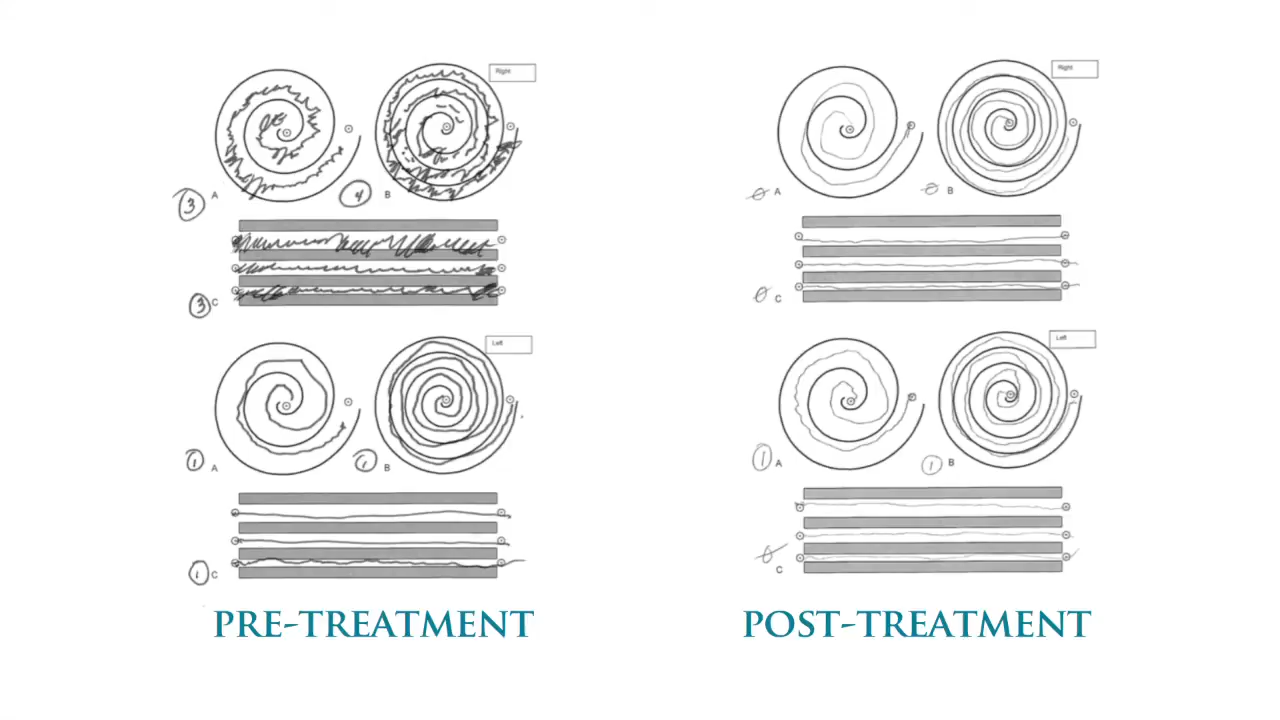 Right
3 A
4 B
3 C
Left
1 A
1 B
1 C
PRE-TREATMENT
Right
0 A
0 B
0 C
Left
1 A
1 B
0 C
POST-TREATMENT